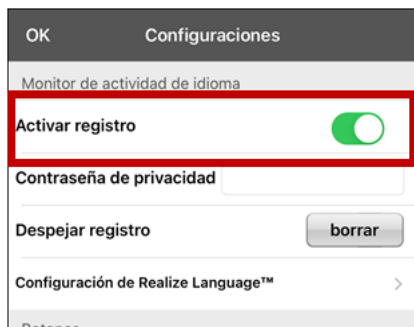 OK Configuraciones
Monitor de actividad de idioma
Activar registro
Contraseña de privacidad
Despejar registro borrar
Configuración de Realize Language™